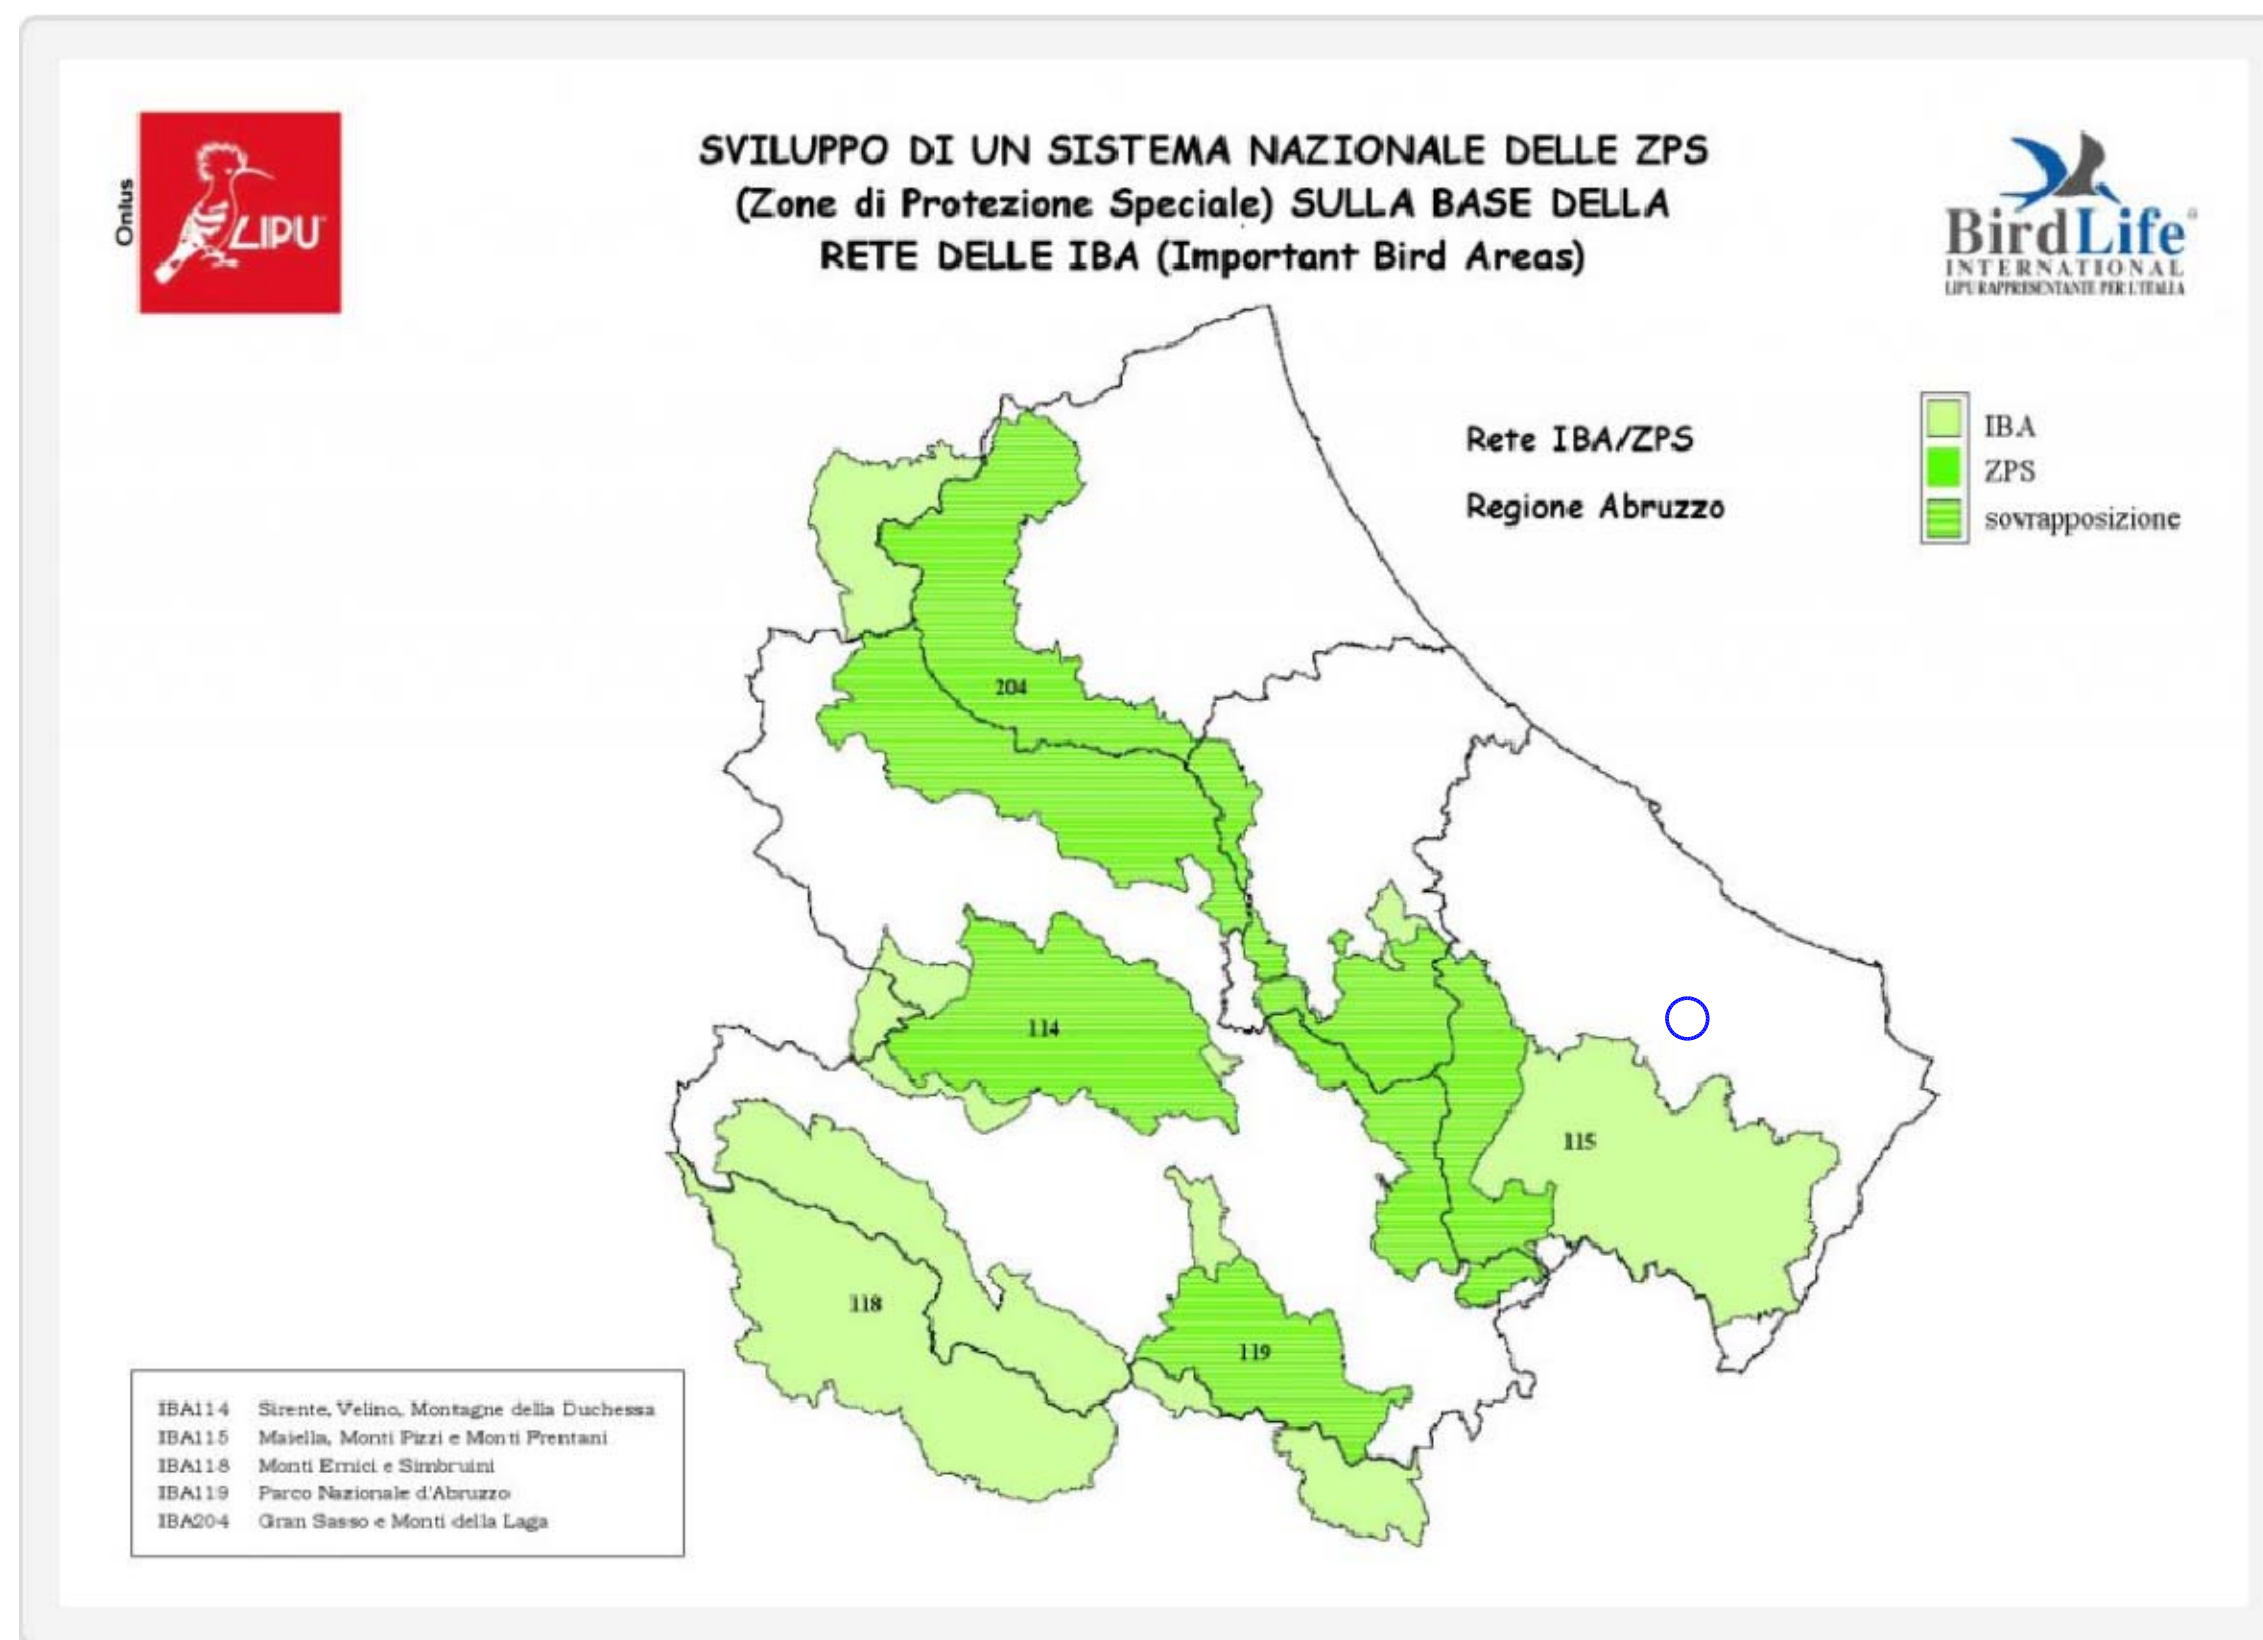 Onlus
LIPU
SVILUPPO DI UN SISTEMA NAZIONALE DELLE ZPS
(Zone di Protezione Speciale) SULLA BASE DELLA
RETE DELLE IBA (Important Bird Areas)
BirdLife
INTERNATIONAL
LIPU RAPPRESENTANTE PER L'ITALIA
Rete IBA/ZPS
Regione Abruzzo
IBA
ZPS
sovrapposizione
204
114
115
118
119
IBA114 Sirente, Velino, Montagne della Duchessa
IBA115 Maiella, Monti Pizzi e Monti Frentani
IBA118 Monti Ernici e Simbruini
IBA119 Parco Nazionale d'Abruzzo
IBA204 Gran Sasso e Monti della Laga